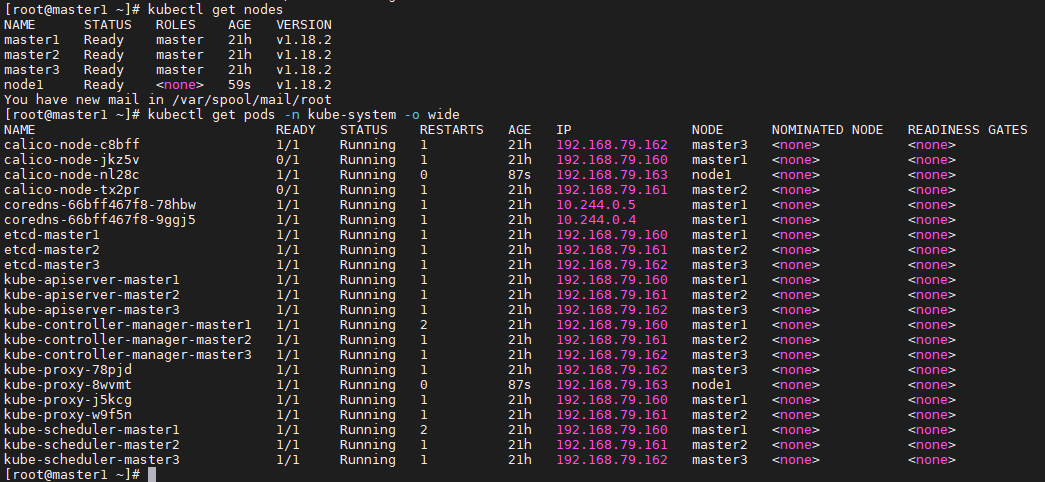 [root@master1 ~]# kubectl get nodes
NAME STATUS ROLES AGE VERSION
master1 Ready master 21h v1.18.2
master2 Ready master 21h v1.18.2
master3 Ready master 21h v1.18.2
node1 Ready <none> 59s v1.18.2
You have new mail in /var/spool/mail/root
[root@master1 ~]# kubectl get pods -n kube-system -o wide
NAME READY STATUS RESTARTS AGE IP NODE NOMINATED NODE READINESS GATES
calico-node-c8bff 1/1 Running 1 21h 192.168.79.162 master3 <none> <none>
calico-node-jkz5v 0/1 Running 1 21h 192.168.79.160 master1 <none> <none>
calico-node-nl28c 1/1 Running 0 87s 192.168.79.163 node1 <none> <none>
calico-node-tx2pr 0/1 Running 1 21h 192.168.79.161 master2 <none> <none>
coredns-66bff467f8-78hbw 1/1 Running 1 21h 10.244.0.5 master1 <none> <none>
coredns-66bff467f8-9ggj5 1/1 Running 1 21h 10.244.0.4 master1 <none> <none>
etcd-master1 1/1 Running 1 21h 192.168.79.160 master1 <none> <none>
etcd-master2 1/1 Running 1 21h 192.168.79.161 master2 <none> <none>
etcd-master3 1/1 Running 1 21h 192.168.79.162 master3 <none> <none>
kube-apiserver-master1 1/1 Running 1 21h 192.168.79.160 master1 <none> <none>
kube-apiserver-master2 1/1 Running 1 21h 192.168.79.161 master2 <none> <none>
kube-apiserver-master3 1/1 Running 1 21h 192.168.79.162 master3 <none> <none>
kube-controller-manager-master1 1/1 Running 2 21h 192.168.79.160 master1 <none> <none>
kube-controller-manager-master2 1/1 Running 1 21h 192.168.79.161 master2 <none> <none>
kube-controller-manager-master3 1/1 Running 1 21h 192.168.79.162 master3 <none> <none>
kube-proxy-78pjd 1/1 Running 1 21h 192.168.79.162 master3 <none> <none>
kube-proxy-8wvmt 1/1 Running 0 87s 192.168.79.163 node1 <none> <none>
kube-proxy-j5kcg 1/1 Running 1 21h 192.168.79.160 master1 <none> <none>
kube-proxy-w9f5n 1/1 Running 1 21h 192.168.79.161 master2 <none> <none>
kube-scheduler-master1 1/1 Running 2 21h 192.168.79.160 master1 <none> <none>
kube-scheduler-master2 1/1 Running 1 21h 192.168.79.161 master2 <none> <none>
kube-scheduler-master3 1/1 Running 1 21h 192.168.79.162 master3 <none> <none>
[root@master1 ~]#